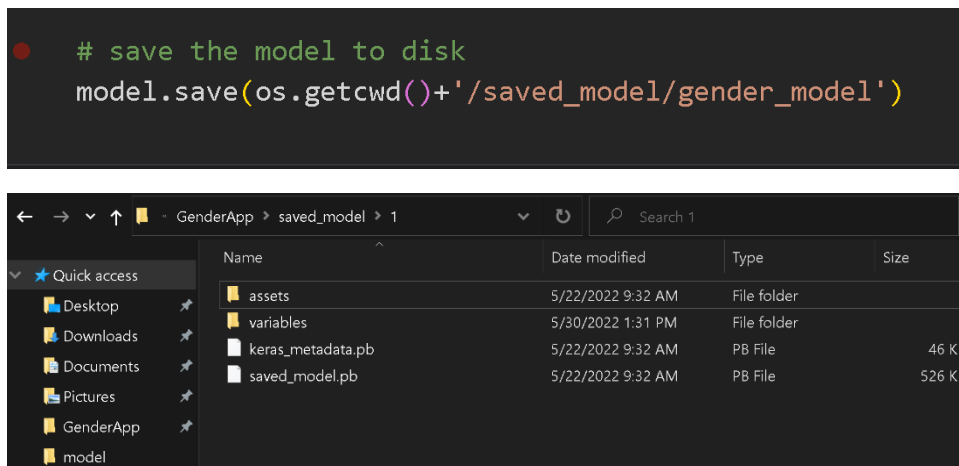 # save the model to disk
model.save(os.getcwd()+'/saved_model/gender_model')
GenderApp > saved_model > 1
Search 1
Name Date modified Type Size
Quick access
Desktop
Downloads
Documents
Pictures
GenderApp
model
assets 5/22/2022 9:32 AM File folder
variables 5/30/2022 1:31 PM File folder
keras_metadata.pb 5/22/2022 9:32 AM PB File 46 K
saved_model.pb 5/22/2022 9:32 AM PB File 526 K